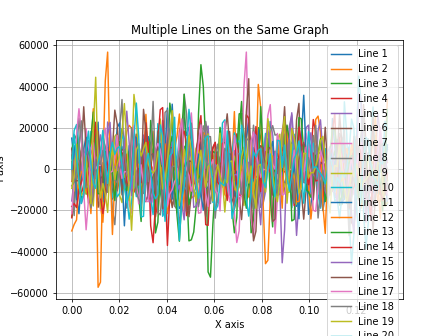 Multiple Lines on the Same Graph
60000
40000
20000
0
−20000
−40000
−60000
0.00
0.02
0.04
0.06
0.08
0.10
X axis
Line 1
Line 2
Line 3
Line 4
Line 5
Line 6
Line 7
Line 8
Line 9
Line 10
Line 11
Line 12
Line 13
Line 14
Line 15
Line 16
Line 17
Line 18
Line 19
Line 20